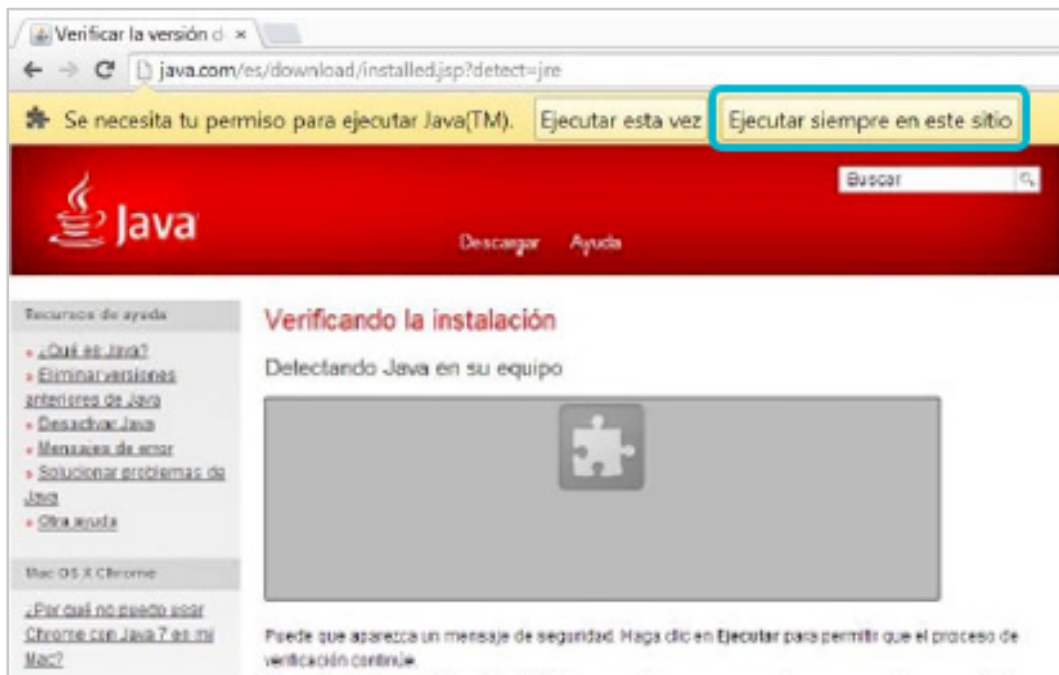 Verificar la versión d
java.com/es/download/installed.jsp?detect=jre
Se necesita tu permiso para ejecutar Java(TM). Ejecutar esta vez Ejecutar siempre en este sitio
Buscar
Java
Descargar Ayuda
Recursos de ayuda
» ¿Qué es Java?
» Eliminar versiones
anteriores de Java
» Desactivar Java
» Mensajes de error
» Solucionar problemas de
Java
» Otra ayuda
Mac OS X Chrome
¿Por qué no puedo usar
Chrome con Java 7 en mi
Mac?
Verificando la instalación
Detectando Java en su equipo
Puede que aparezca un mensaje de seguridad. Haga clic en Ejecutar para permitir que el proceso de
verificación continúe.